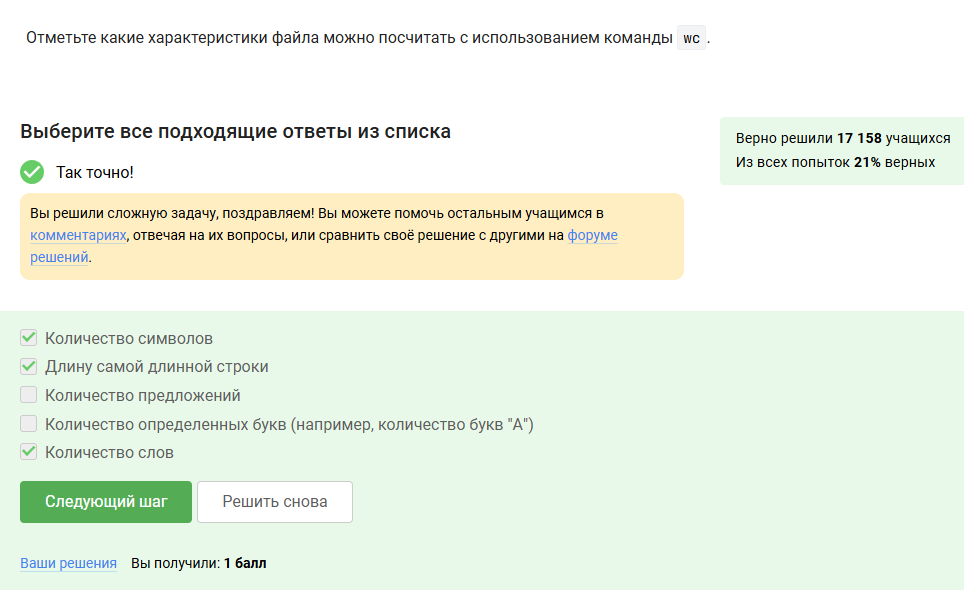 Отметьте какие характеристики файла можно посчитать с использованием команды wc.
Выберите все подходящие ответы из списка
Верно решили 17 158 учащихся
Из всех попыток 21% верных
Так точно!
Вы решили сложную задачу, поздравляем! Вы можете помочь остальным учащимся в
комментариях, отвечая на их вопросы, или сравнить своё решение с другими на форуме
решений.
Количество символов
Длину самой длинной строки
Количество предложений
Количество определенных букв (например, количество букв "А")
Количество слов
Следующий шаг
Решить снова
Ваши решения Вы получили: 1 балл